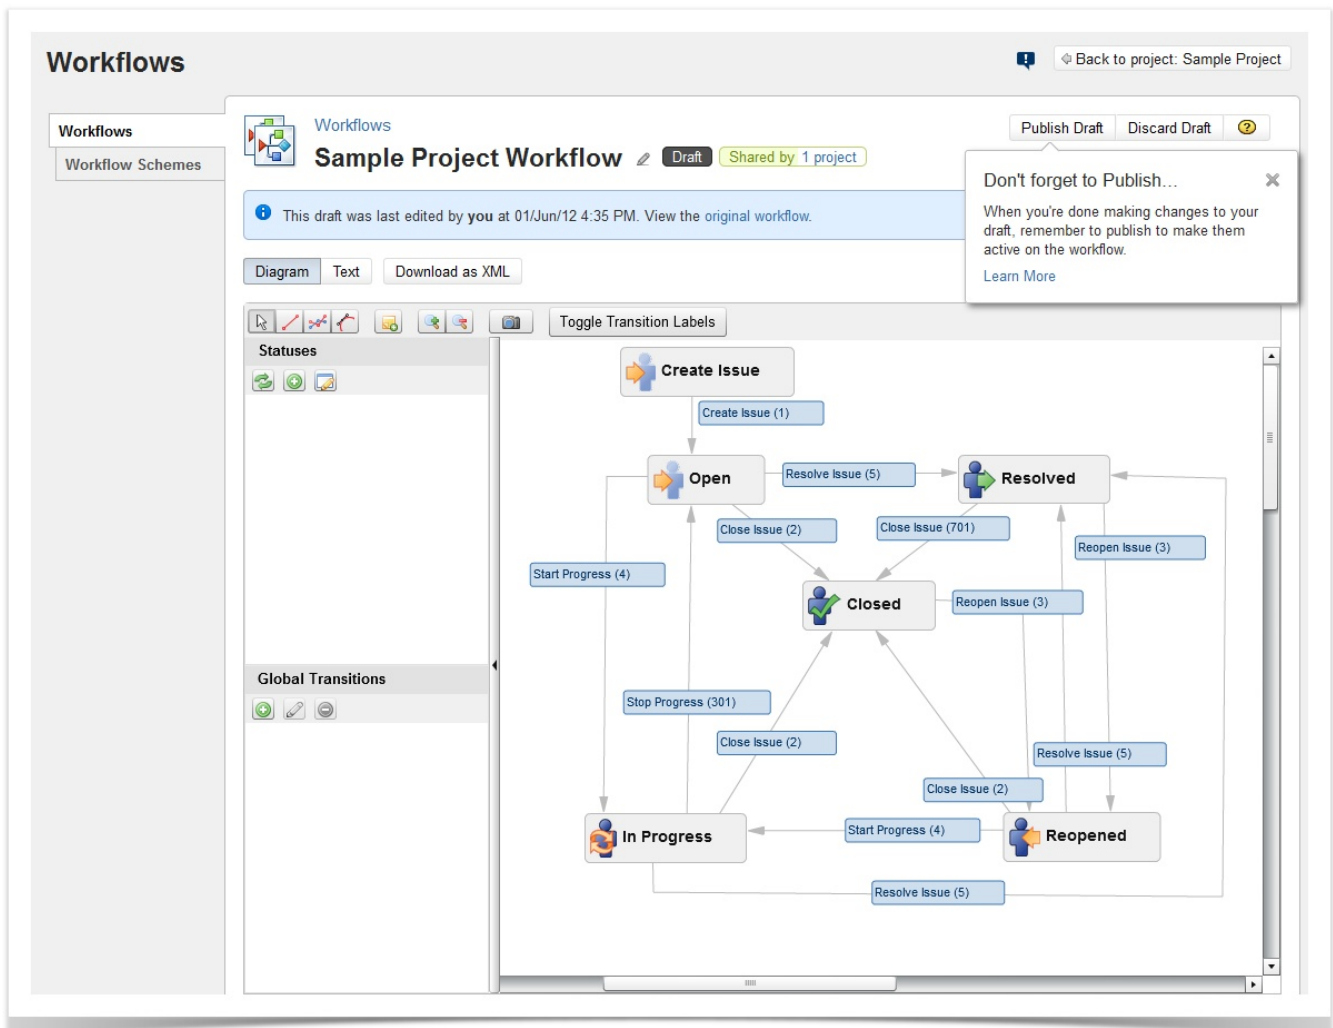 Workflows
Back to project: Sample Project
Workflows
Workflow Schemes
Workflows
Sample Project Workflow
Draft
Shared by 1 project
Publish Draft
Discard Draft
?
Don't forget to Publish...
When you're done making changes to your
draft, remember to publish to make them
active on the workflow.
Learn More
This draft was last edited by you at 01/Jun/12 4:35 PM. View the original workflow.
Diagram
Text
Download as XML
Toggle Transition Labels
Statuses
Global Transitions
Create Issue
Create Issue (1)
Open
Resolve Issue (5)
Resolved
Close Issue (2)
Close Issue (701)
Reopen Issue (3)
Start Progress (4)
Closed
Reopen Issue (3)
Stop Progress (301)
Close Issue (2)
Resolve Issue (5)
Close Issue (2)
In Progress
Start Progress (4)
Reopened
Resolve Issue (5)